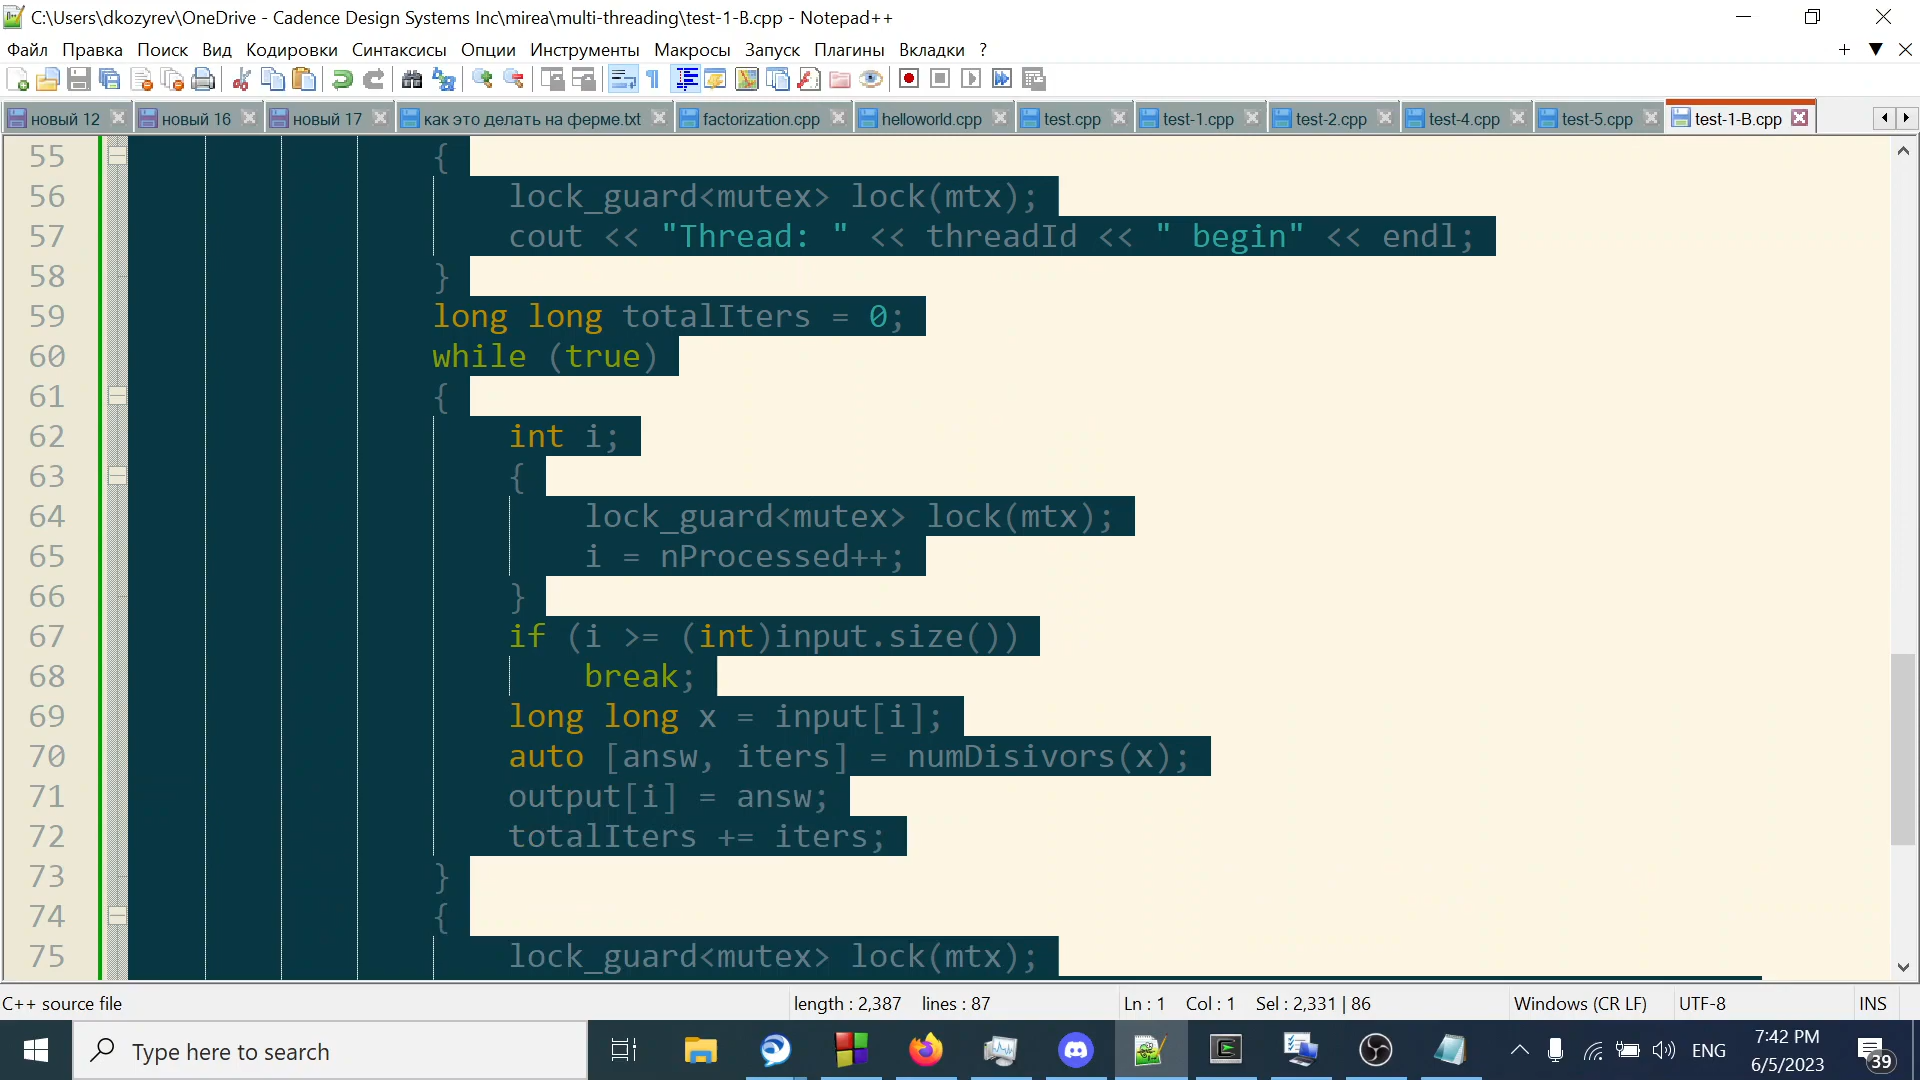 C:\Users\dkozyrev\OneDrive - Cadence Design Systems Inc\mirea\multi-threading\test-1-B.cpp - Notepad++
Файл Правка Поиск Вид Кодировки Синтаксисы Опции Инструменты Макросы Запуск Плагины Вкладки ?
новый 12 новый 16 новый 17 как это делать на ферме.txt factorization.cpp helloworld.cpp test.cpp test-1.cpp test-2.cpp test-4.cpp test-5.cpp test-1-B.cpp
55 {
56 lock_guard<mutex> lock(mtx);
57 cout << "Thread: " << threadId << " begin" << endl;
58 }
59 long long totalIters = 0;
60 while (true)
61 {
62 int i;
63 {
64 lock_guard<mutex> lock(mtx);
65 i = nProcessed++;
66 }
67 if (i >= (int)input.size())
68 break;
69 long long x = input[i];
70 auto [answ, iters] = numDisivors(x);
71 output[i] = answ;
72 totalIters += iters;
73 }
74 {
75 lock_guard<mutex> lock(mtx);
C++ source file length : 2,387 lines : 87 Ln : 1 Col : 1 Sel : 2,331 | 86 Windows (CR LF) UTF-8 INS
Type here to search
ENG
7:42 PM
6/5/2023
39